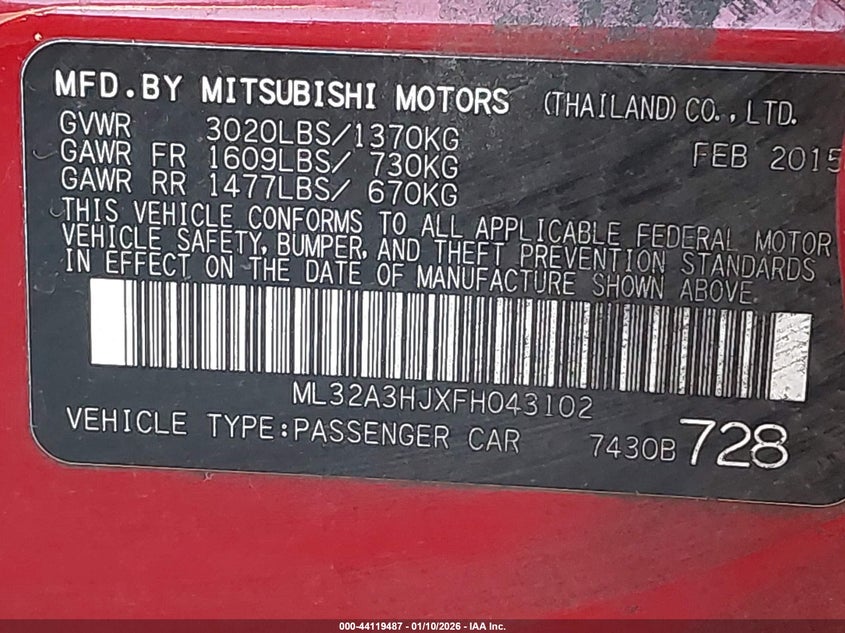 MFD.BY MITSUBISHI MOTORS (THAILAND) CO.,LTD.
GVWR 3020LBS/1370KG FEB 2015
GAWR FR 1609LBS/ 730KG
GAWR RR 1477LBS/ 670KG
THIS VEHICLE CONFORMS TO ALL APPLICABLE FEDERAL MOTOR
VEHICLE SAFETY, BUMPER, AND THEFT PREVENTION STANDARDS
IN EFFECT ON THE DATE OF MANUFACTURE SHOWN ABOVE.
ML32A3HJXFH043102
VEHICLE TYPE:PASSENGER CAR 7430B 728
000-44119487 - 01/10/2026 - IAA Inc.